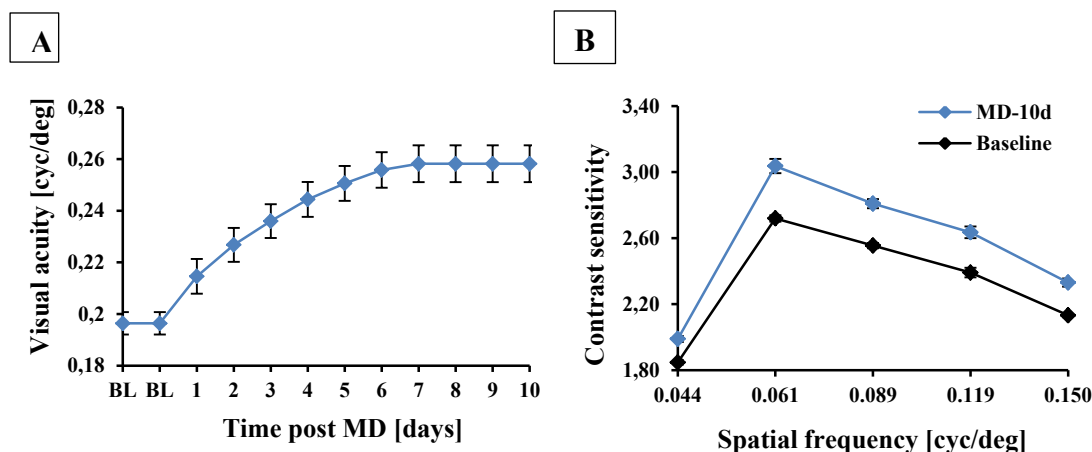 A
Visual acuity [cyc/deg]
0,28
0,26
0,24
0,22
0,2
0,18
BL BL 1 2 3 4 5 6 7 8 9 10
Time post MD [days]
B
Contrast sensitivity
3,40
3,00
2,60
2,20
1,80
MD-10d
Baseline
0.044 0.061 0.089 0.119 0.150
Spatial frequency [cyc/deg]